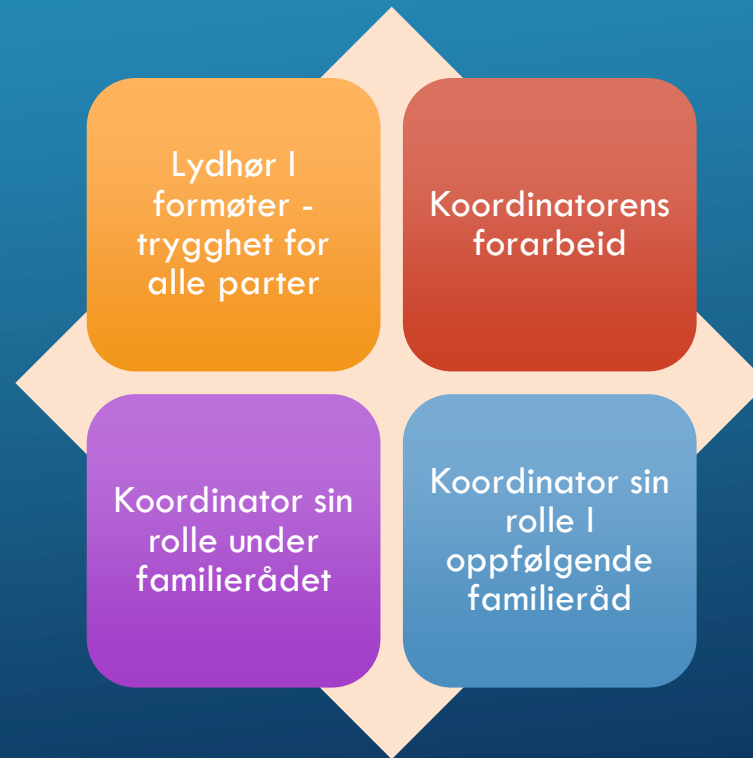 Lydhør I
formøter -
trygghet for
alle parter
Koordinatorens
forarbeid
Koordinator sin
rolle under
familierådet
Koordinator sin
rolle I
oppfølgende
familieråd